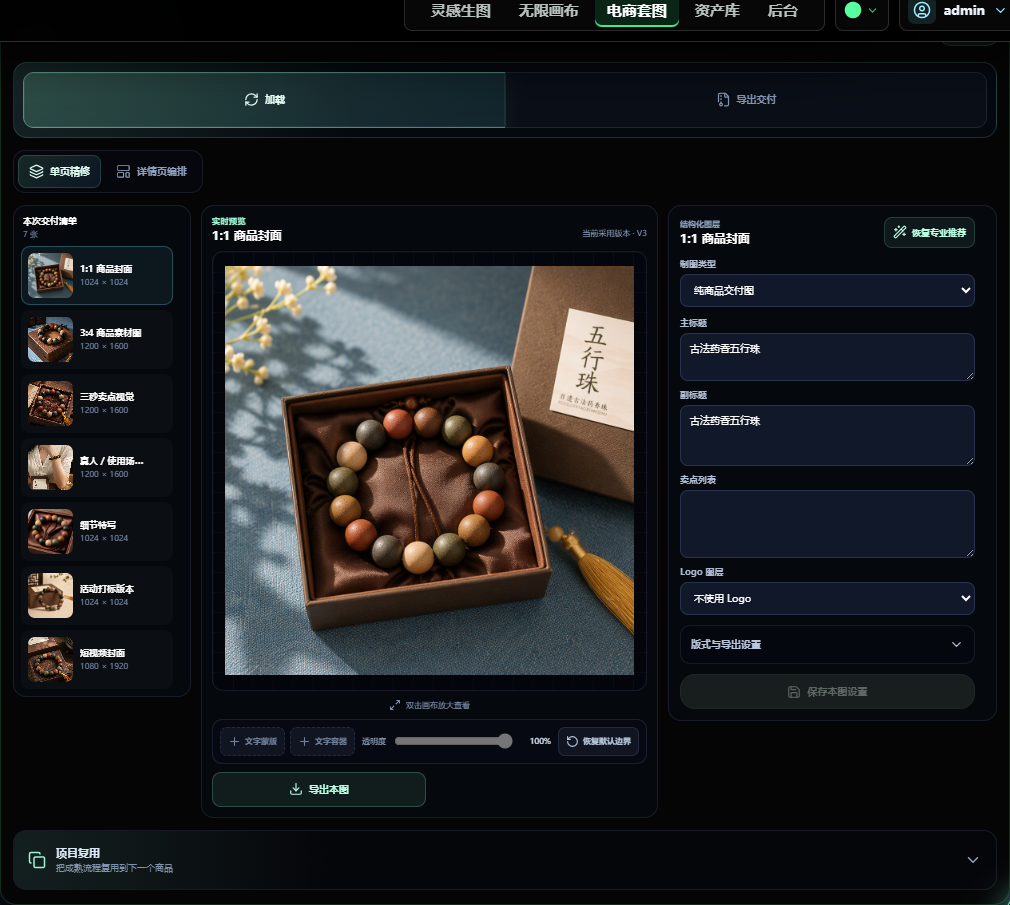 灵感生图 无限画布 电商套图 资产库 后台 admin
加载 导出交付
单页精修 详情页编排
本次交付清单
7 张
1:1 商品封面
1024 × 1024
3:4 商品素材图
1200 × 1600
三秒卖点视觉
1200 × 1600
真人 / 使用场...
1200 × 1600
细节特写
1024 × 1024
活动打标版本
1024 × 1024
短视频封面
1080 × 1920
实时预览
1:1 商品封面
当前采用版本 · V3
五行珠
双击画布放大查看
文字蒙版 文字容器 透明度 100% 恢复默认边界
导出本图
结构化图层
1:1 商品封面
恢复专业推荐
制图类型
纯商品交付图
主标题
古法药香五行珠
副标题
古法药香五行珠
卖点列表
Logo 图层
不使用 Logo
版式与导出设置
保存本图设置
项目复用
把成熟流程复用到下一个商品